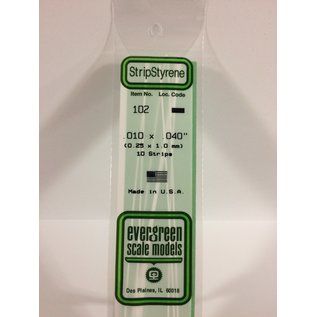 StripStyrene
Item No. Loc. Code
102
.010 x .040"
(0.25 x 1.0 mm)
10 Strips
Made in U.S.A.
evergreen
scale models
Des Plaines, IL 60018